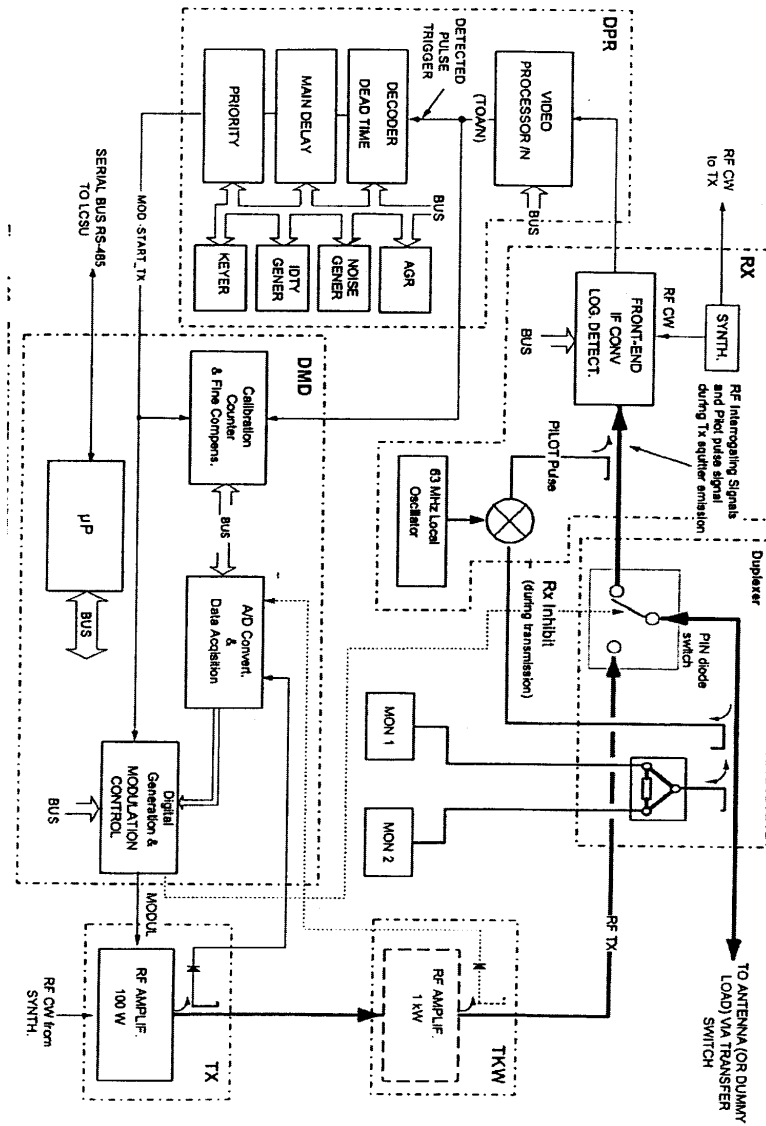 DPR
DETECTED
PULSE
TRIGGER
(TOA/N)
VIDEO
PROCESSOR /N
BUS
DECODER
DEAD TIME
MAIN DELAY
PRIORITY
BUS
AGR
NOISE
GENER
IDTY
GENER
KEYER
MOD -START_TX
SERIAL BUS RS-485
TO LCSU
RF CW
to TX
RX
SYNTH.
RF CW
FRONT-END
IF CONV
LOG. DETECT.
BUS
RF Interrogating Signals
and Pilot pulse signal
during Tx squitter emission
PILOT Pulse
63 MHz Local
Oscillator
Duplexer
PIN diode
switch
Rx Inhibit
(during transmission)
MON 1
MON 2
DMD
Calibration
Counter
& Fine Compens.
BUS
A/D Convert.
&
Data Acqisition
µP
BUS
Digital
Generation &
MODULATION
CONTROL
BUS
MODUL
RF AMPLIF.
100 W
TX
RF CW from
SYNTH.
RF AMPLIF.
1 kW
TKW
RF TX
TO ANTENNA (OR DUMMY
LOAD) VIA TRANSFER
SWITCH